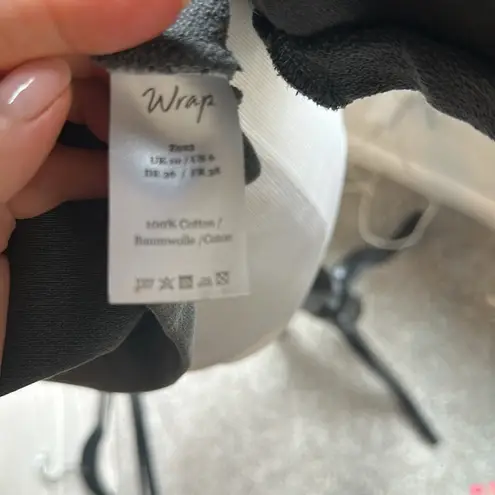 Wrap
UK 10 / US 6
DE 36 / FR 38
100% Cotton /
Baumwolle /Coton